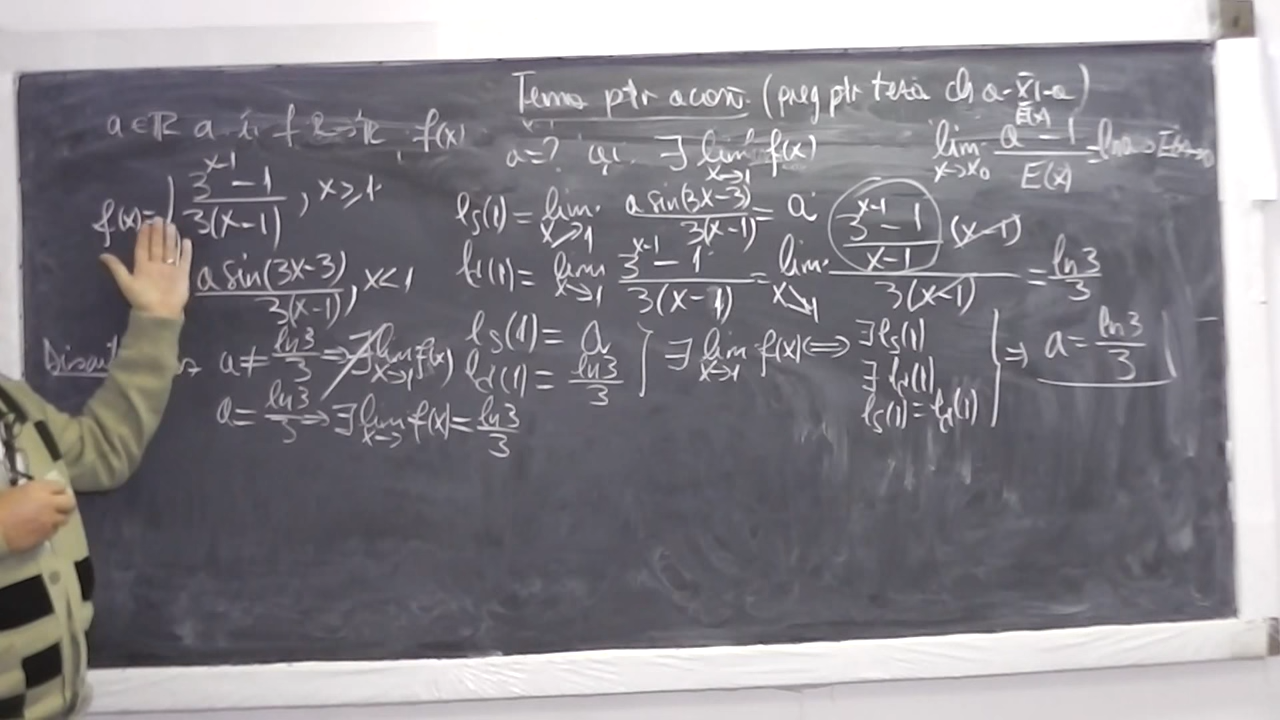 Tema ptr acasă (preg ptr teză cls a-XI-a)
a∈ℝ a.î. f: ℝ→ℝ, f(x)
a=? a.î. ∃ lim x→1 f(x)
lim x→x₀ (a^E(x) - 1)/E(x) = ln a
f(x)= { (3^(x-1) - 1)/(3(x-1)), x≥1
(a sin(3x-3))/(3(x-1)), x<1
ls(1) = lim x↗1 (a sin(3x-3))/(3(x-1)) = a
ld(1) = lim x↘1 (3^(x-1) - 1)/(3(x-1)) = lim x↘1 ((3^(x-1) - 1)/(x-1) (x-1))/(3(x-1)) = ln3/3
ls(1) = a
ld(1) = ln3/3 } ∃ lim x→1 f(x) ⟺ ∃ ls(1)
∃ ld(1)
ls(1) = ld(1) | ⇒ a = ln3/3
a ≠ ln3/3 ⇒ ∄ lim x→1 f(x)
a = ln3/3 ⇒ ∃ lim x→ f(x) = ln3/3